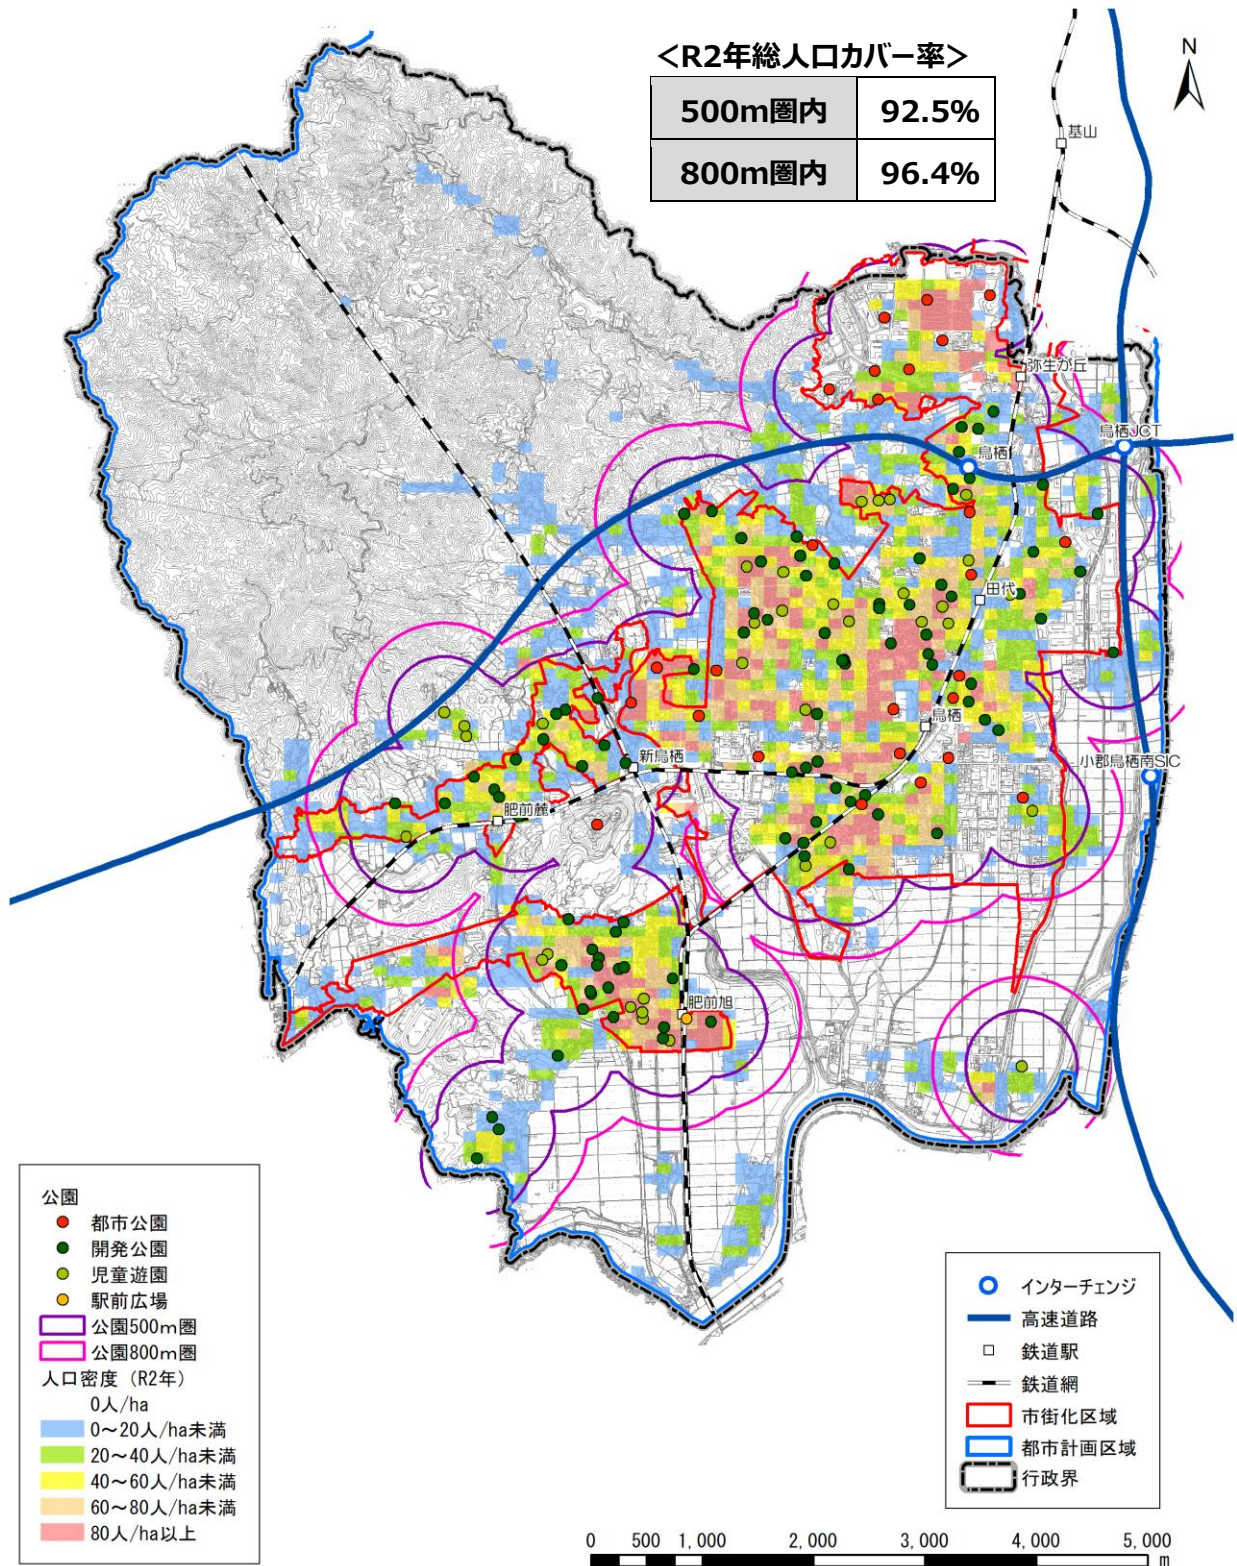 <R2年総人口カバー率>
500m圏内 92.5%
800m圏内 96.4%
N
基山
弥生が丘
鳥栖JCT
鳥栖
田代
鳥栖
新鳥栖
小郡鳥栖南SIC
肥前麓
肥前旭
公園
都市公園
開発公園
児童遊園
駅前広場
公園500m圏
公園800m圏
人口密度（R2年）
0人/ha
0～20人/ha未満
20～40人/ha未満
40～60人/ha未満
60～80人/ha未満
80人/ha以上
インターチェンジ
高速道路
鉄道駅
鉄道網
市街化区域
都市計画区域
行政界
0 500 1,000 2,000 3,000 4,000 5,000
m